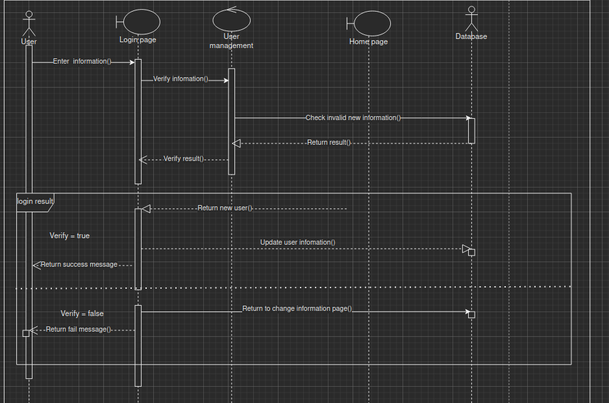 User
Login page
User
management
Home page
Database
Enter information()
Verify infomation()
Check invalid new information()
Return result()
Verify result()
login result
Return new user()
Verify = true
Update user infomation()
Return success message
Verify = false
Return to change information page()
Return fail message()